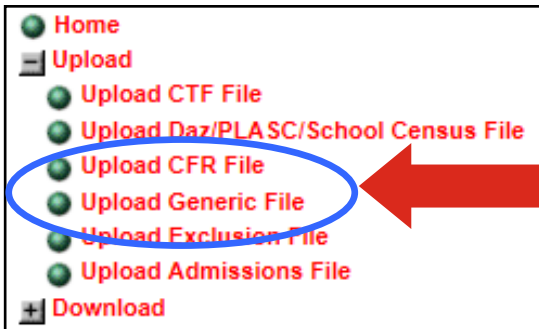 Home
Upload
Upload CTF File
Upload Daz/PLASC/School Census File
Upload CFR File
Upload Generic File
Upload Exclusion File
Upload Admissions File
Download